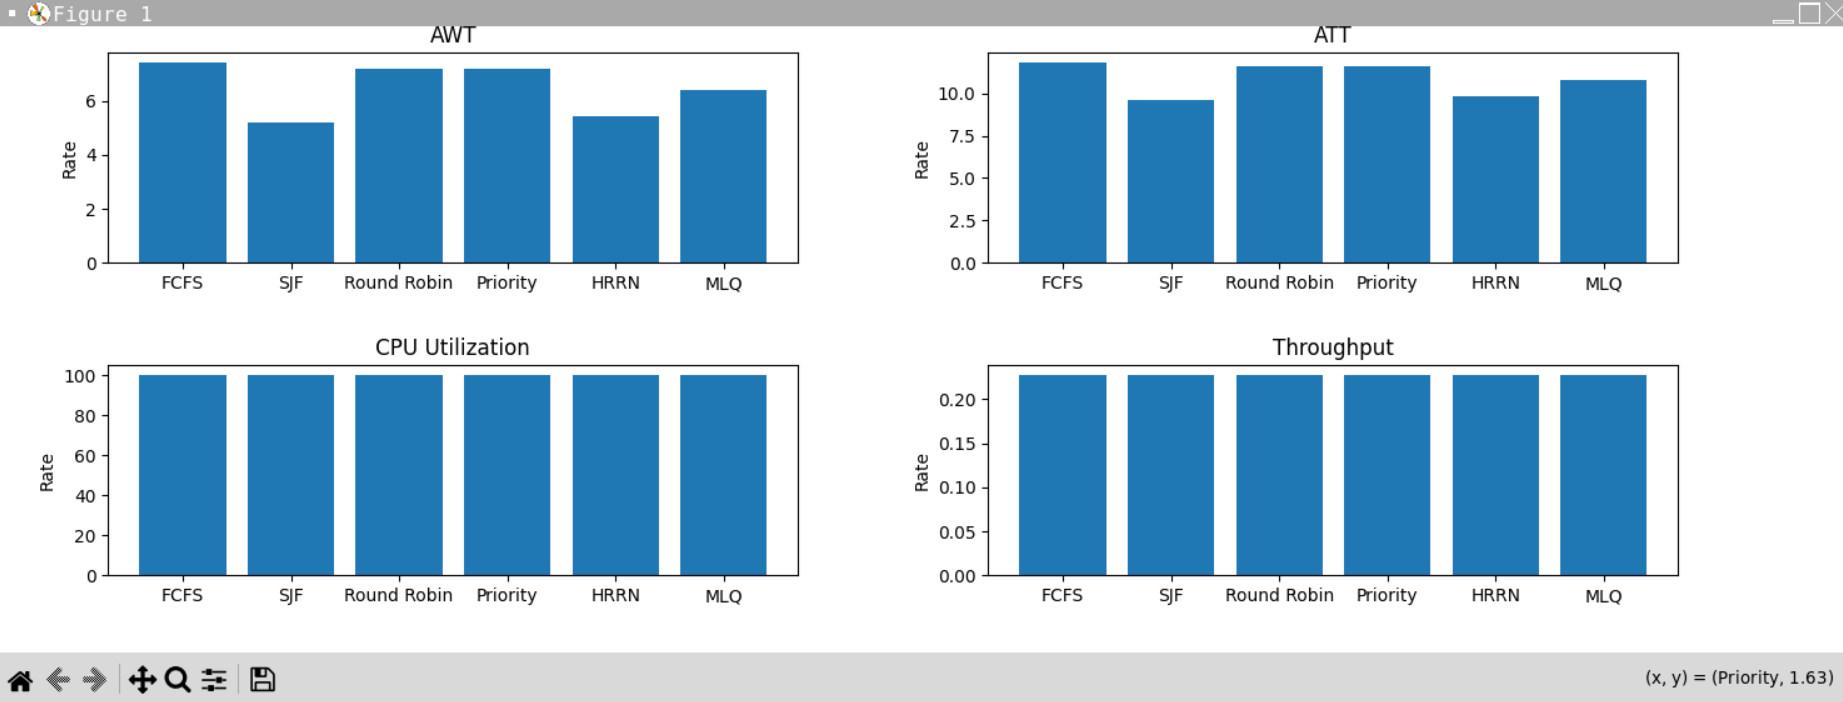 Figure 1
AWT
Rate
6
4
2
0
FCFS SJF Round Robin Priority HRRN MLQ
ATT
Rate
10.0
7.5
5.0
2.5
0.0
FCFS SJF Round Robin Priority HRRN MLQ
CPU Utilization
Rate
100
80
60
40
20
0
FCFS SJF Round Robin Priority HRRN MLQ
Throughput
Rate
0.20
0.15
0.10
0.05
0.00
FCFS SJF Round Robin Priority HRRN MLQ
(x, y) = (Priority, 1.63)